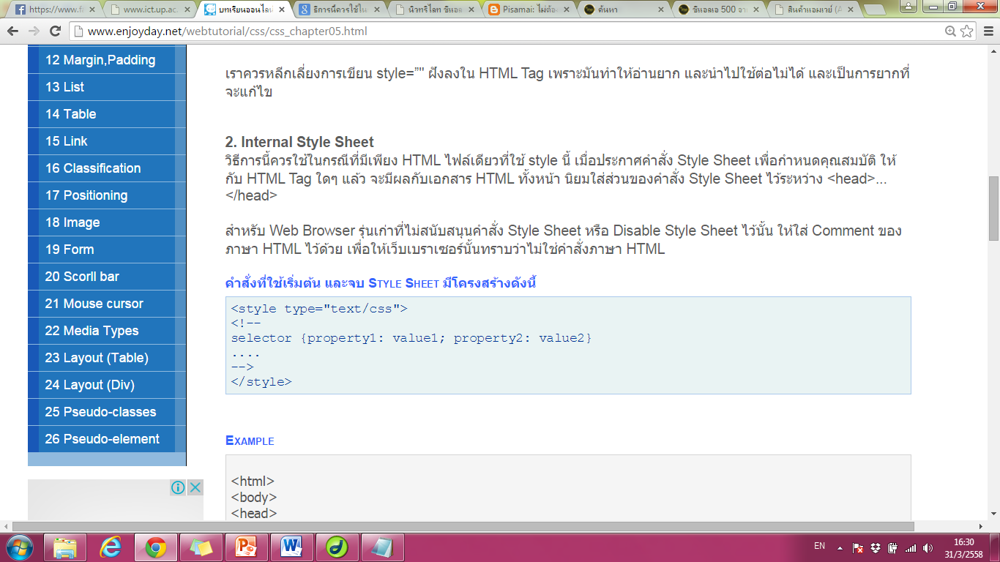 https://www.f
www.ict.up.ac.
บทเรียนออนไลน์
ธีการนี้ควรใช้ใน
นิวทริไลท ซีแอล
Pisamai: ไม่ต้อ
ค้นหา
ซีแอลเอ 500 จา
สินค้าแอมเวย์ (A
www.enjoyday.net/webtutorial/css/css_chapter05.html
12 Margin,Padding
13 List
14 Table
15 Link
16 Classification
17 Positioning
18 Image
19 Form
20 Scorll bar
21 Mouse cursor
22 Media Types
23 Layout (Table)
24 Layout (Div)
25 Pseudo-classes
26 Pseudo-element
เราควรหลีกเลี่ยงการเขียน style=”" ฝังลงใน HTML Tag เพราะมันทำให้อ่านยาก และนำไปใช้ต่อไม่ได้ และเป็นการยากที่
จะแก้ไข
2. Internal Style Sheet
วิธีการนี้ควรใช้ในกรณีที่มีเพียง HTML ไฟล์เดียวที่ใช้ style นี้ เมื่อประกาศคำสั่ง Style Sheet เพื่อกำหนดคุณสมบัติ ให้
กับ HTML Tag ใดๆ แล้ว จะมีผลกับเอกสาร HTML ทั้งหน้า นิยมใส่ส่วนของคำสั่ง Style Sheet ไว้ระหว่าง <head>...
</head>
สำหรับ Web Browser รุ่นเก่าที่ไม่สนับสนุนคำสั่ง Style Sheet หรือ Disable Style Sheet ไว้นั้น ให้ใส่ Comment ของ
ภาษา HTML ไว้ด้วย เพื่อให้เว็บเบราเซอร์นั้นทราบว่าไม่ใช่คำสั่งภาษา HTML
คำสั่งที่ใช้เริ่มต้น และจบ STYLE SHEET มีโครงสร้างดังนี้
<style type="text/css">
<!--
selector {property1: value1; property2: value2}
....
-->
</style>
EXAMPLE
<html>
<body>
<head>
EN
16:30
31/3/2558